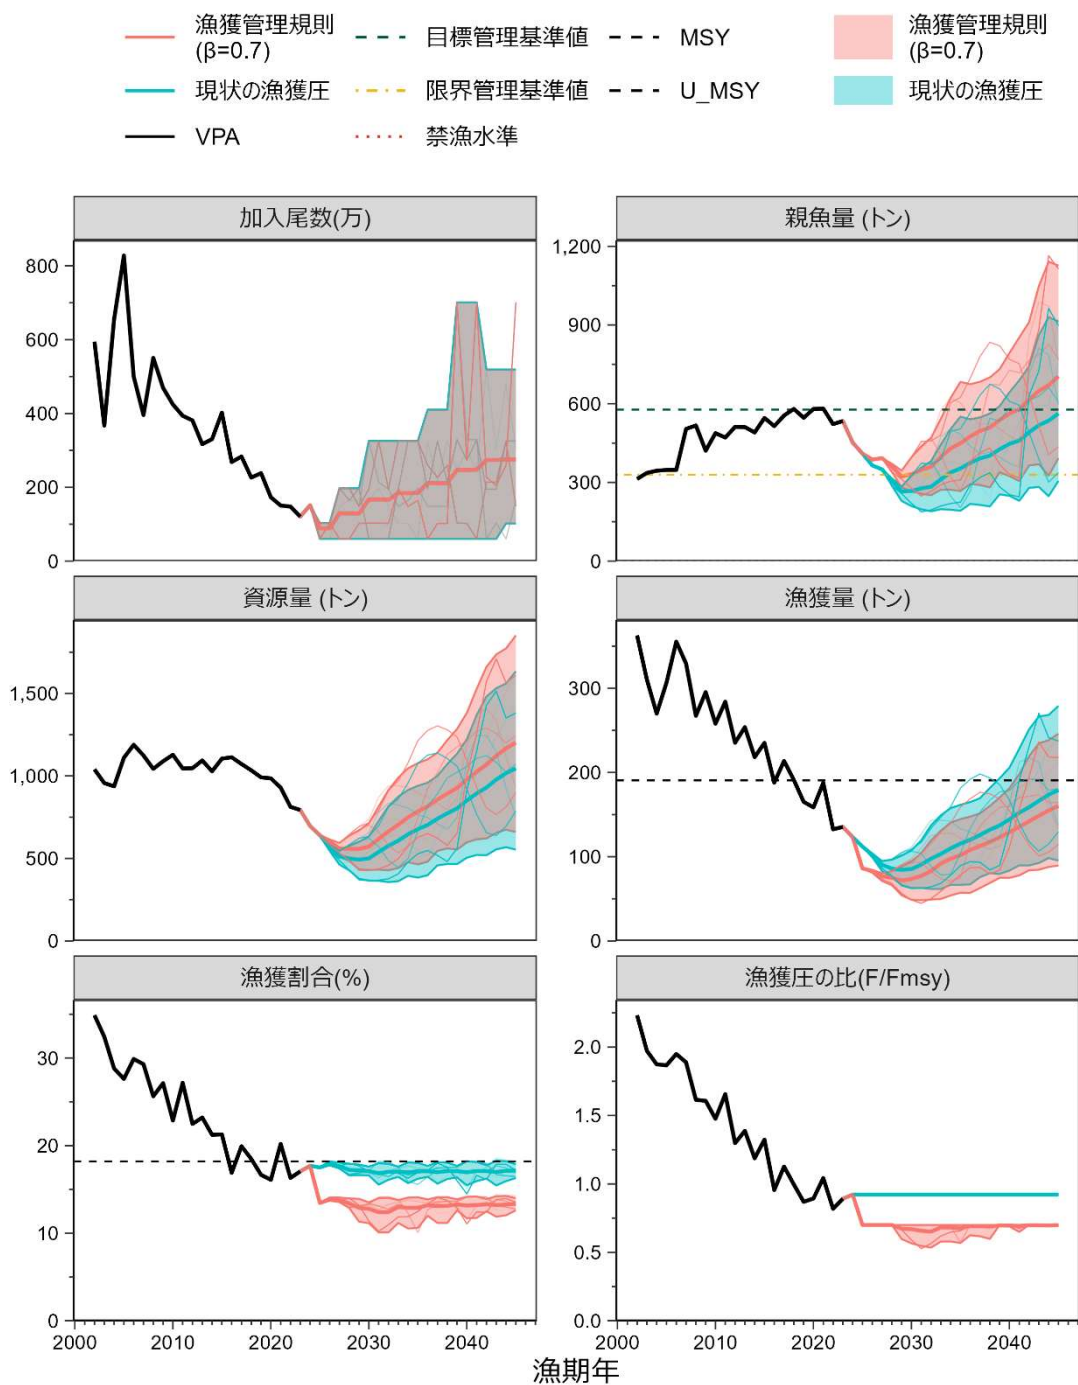 漁獲管理規則
(β=0.7)
目標管理基準値
MSY
漁獲管理規則
(β=0.7)
現状の漁獲圧
限界管理基準値
U_MSY
現状の漁獲圧
VPA
禁漁水準
加入尾数(万)
800
600
400
200
0
親魚量 (トン)
1,200
900
600
300
0
資源量 (トン)
1,500
1,000
500
0
漁獲量 (トン)
300
200
100
0
漁獲割合(%)
30
20
10
0
2000 2010 2020 2030 2040
漁獲圧の比(F/Fmsy)
2.0
1.5
1.0
0.5
0.0
2000 2010 2020 2030 2040
漁期年